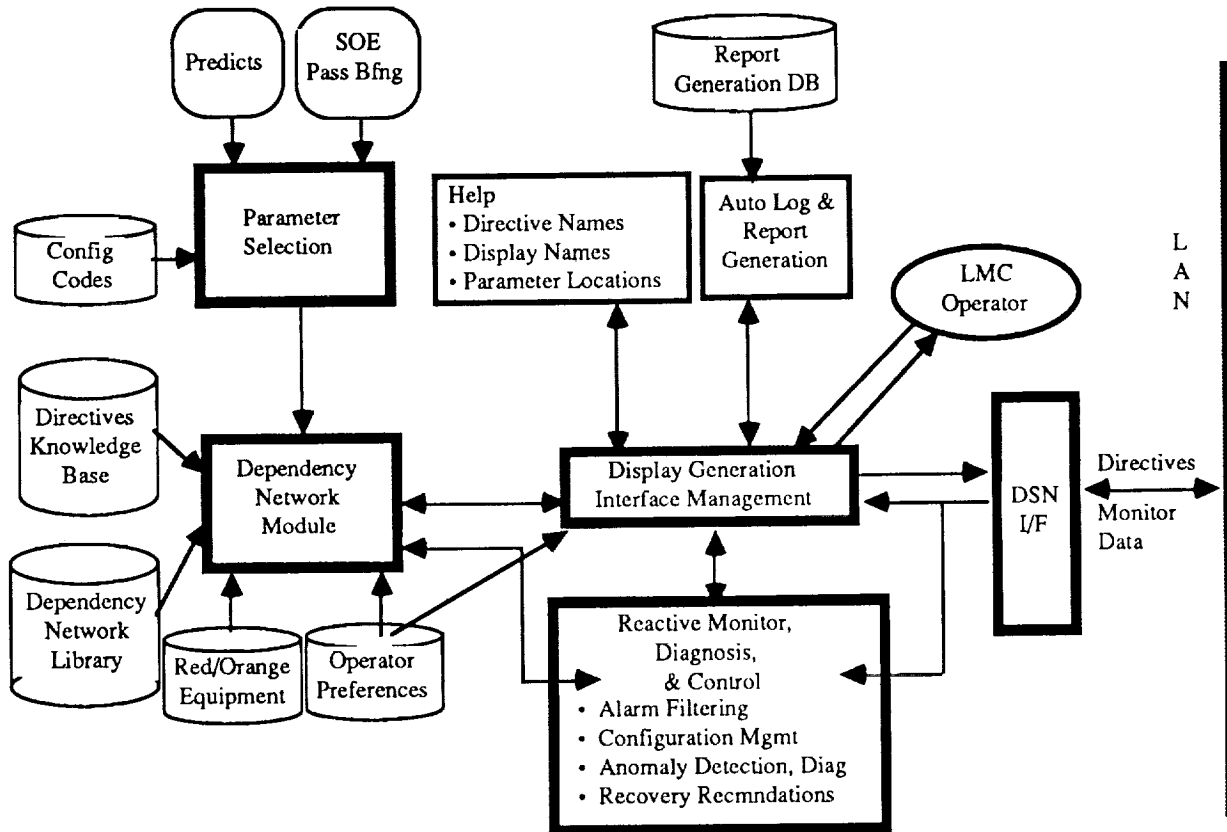 Predicts
SOE
Pass Bfng
Report
Generation DB
Parameter
Selection
Config
Codes
Help
• Directive Names
• Display Names
• Parameter Locations
Auto Log &
Report
Generation
LMC
Operator
L
A
N
Directives
Knowledge
Base
Dependency
Network
Module
Display Generation
Interface Management
DSN
I/F
Directives
Monitor
Data
Dependency
Network
Library
Red/Orange
Equipment
Operator
Preferences
Reactive Monitor,
Diagnosis,
& Control
• Alarm Filtering
• Configuration Mgmt
• Anomaly Detection, Diag
• Recovery Recmndations